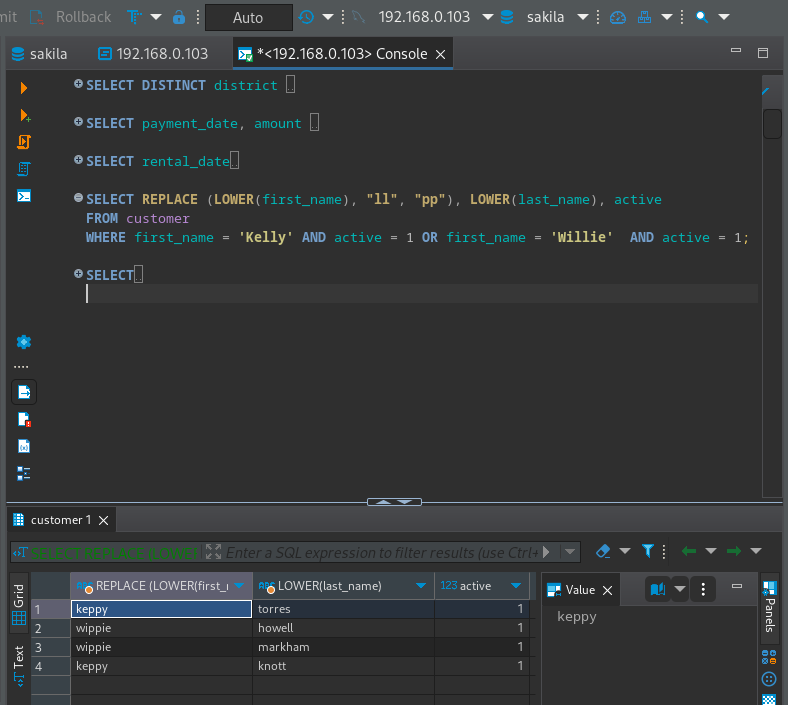 mit Rollback T Auto 192.168.0.103 sakila
sakila 192.168.0.103 *<192.168.0.103> Console
SELECT DISTINCT district ..
SELECT payment_date, amount ..
SELECT rental_date..
SELECT REPLACE (LOWER(first_name), "ll", "pp"), LOWER(last_name), active
FROM customer
WHERE first_name = 'Kelly' AND active = 1 OR first_name = 'Willie'  AND active = 1;
SELECT..
customer 1
SELECT REPLACE (LOWE Enter a SQL expression to filter results (use Ctrl+
Grid
Text
REPLACE (LOWER(first_ LOWER(last_name) 123 active
1 keppy torres 1
2 wippie howell 1
3 wippie markham 1
4 keppy knott 1
Value
keppy
Panels